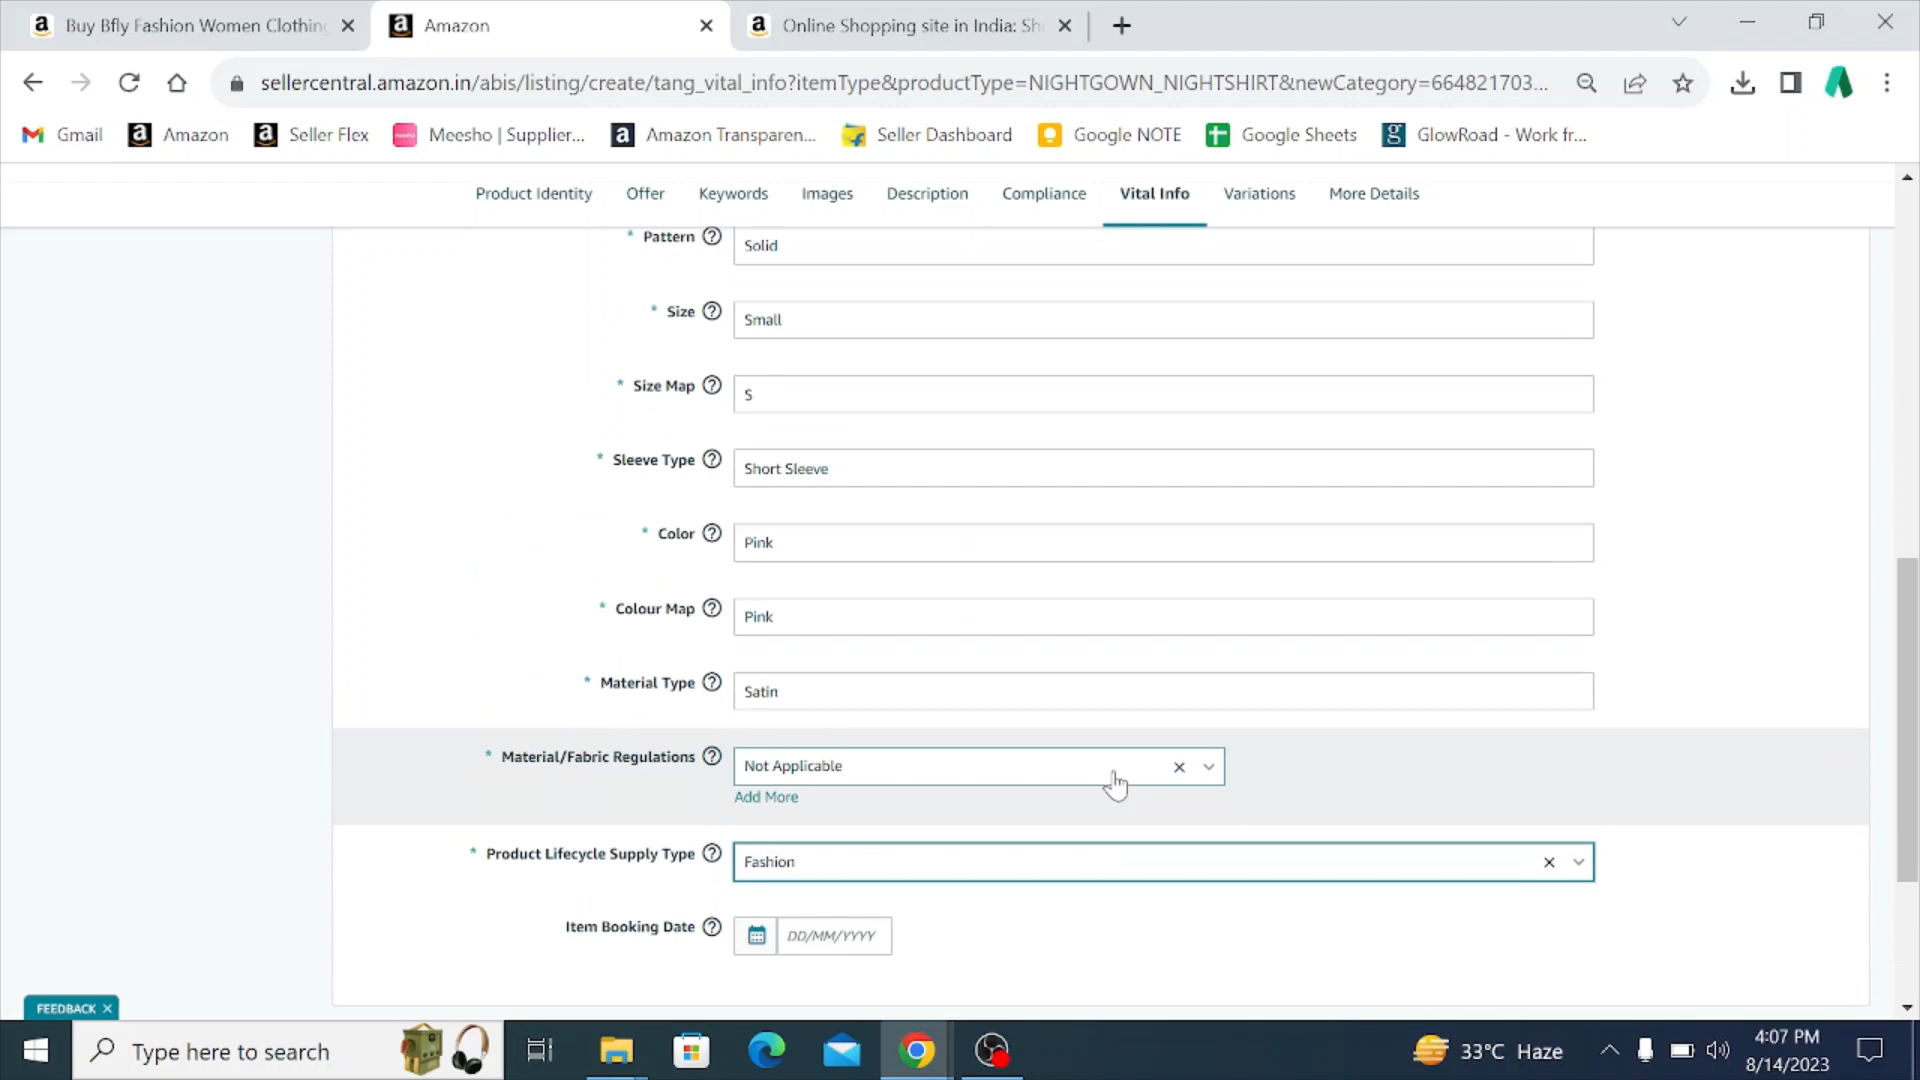 Buy Bfly Fashion Women Clothing
Amazon
Online Shopping site in India: Sh
sellercentral.amazon.in/abis/listing/create/tang_vital_info?itemType&productType=NIGHTGOWN_NIGHTSHIRT&newCategory=664821703...
Gmail
Amazon
Seller Flex
Meesho | Supplier...
Amazon Transparen...
Seller Dashboard
Google NOTE
Google Sheets
GlowRoad - Work fr...
Product Identity
Offer
Keywords
Images
Description
Compliance
Vital Info
Variations
More Details
* Pattern ? Solid
* Size ? Small
* Size Map ? S
* Sleeve Type ? Short Sleeve
* Color ? Pink
* Colour Map ? Pink
* Material Type ? Satin
* Material/Fabric Regulations ? Not Applicable
Add More
* Product Lifecycle Supply Type ? Fashion
Item Booking Date ? DD/MM/YYYY
FEEDBACK
Type here to search
33°C Haze
4:07 PM
8/14/2023